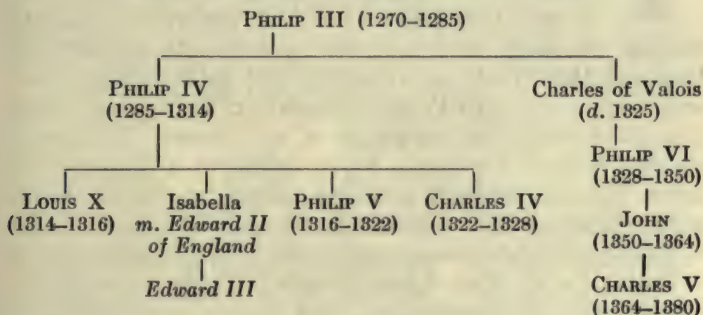 PHILIP III (1270–1285)
PHILIP IV
(1285–1314)
Charles of Valois
(d. 1325)
LOUIS X
(1314–1316)
Isabella
m. Edward II
of England
Edward III
PHILIP V
(1316–1322)
CHARLES IV
(1322–1328)
PHILIP VI
(1328–1350)
JOHN
(1350–1364)
CHARLES V
(1364–1380)